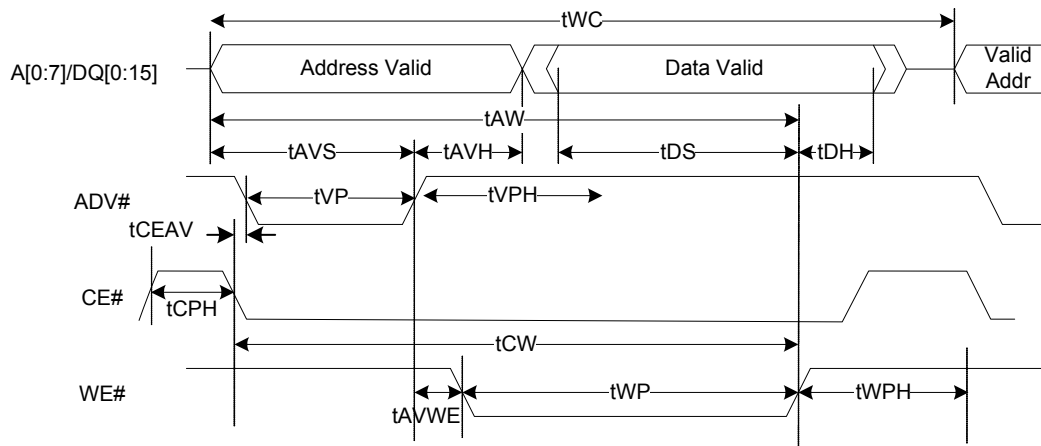 tWC
A[0:7]/DQ[0:15]
Address Valid
Data Valid
Valid
Addr
tAW
tAVS
tAVH
tDS
tDH
ADV#
tVP
tVPH
tCEAV
CE#
tCPH
tCW
WE#
tWP
tWPH
tAVWE